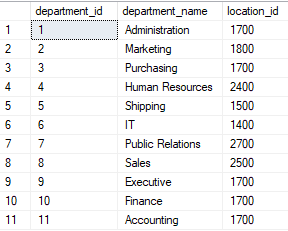 department_id department_name location_id
1 1 Administration 1700
2 2 Marketing 1800
3 3 Purchasing 1700
4 4 Human Resources 2400
5 5 Shipping 1500
6 6 IT 1400
7 7 Public Relations 2700
8 8 Sales 2500
9 9 Executive 1700
10 10 Finance 1700
11 11 Accounting 1700